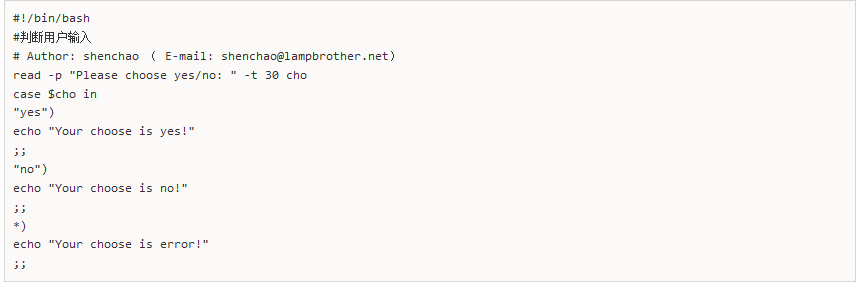 #!/bin/bash
#判断用户输入
# Author: shenchao ( E-mail: shenchao@lampbrother.net)
read -p "Please choose yes/no: " -t 30 cho
case $cho in
"yes")
echo "Your choose is yes!"
;;
"no")
echo "Your choose is no!"
;;
*)
echo "Your choose is error!"
;;